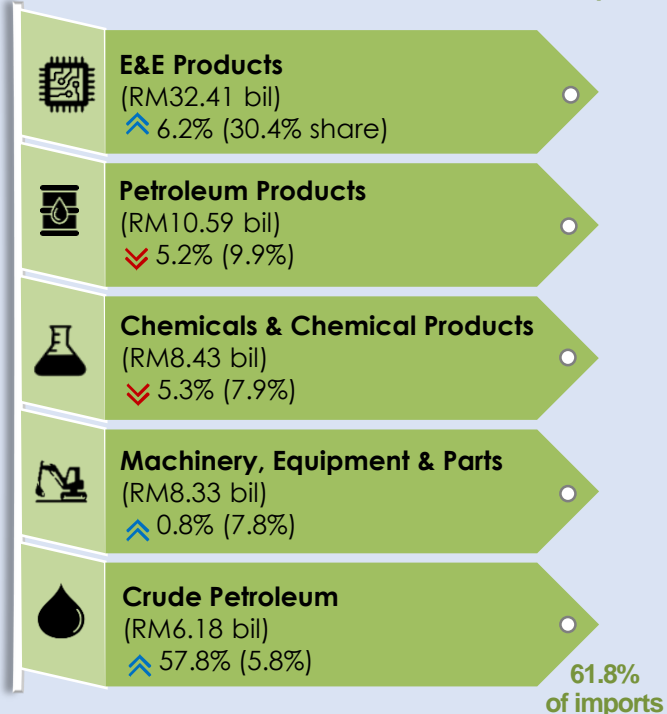 E&E Products
(RM32.41 bil)
6.2% (30.4% share)
Petroleum Products
(RM10.59 bil)
5.2% (9.9%)
Chemicals & Chemical Products
(RM8.43 bil)
5.3% (7.9%)
Machinery, Equipment & Parts
(RM8.33 bil)
0.8% (7.8%)
Crude Petroleum
(RM6.18 bil)
57.8% (5.8%)
61.8%
of imports